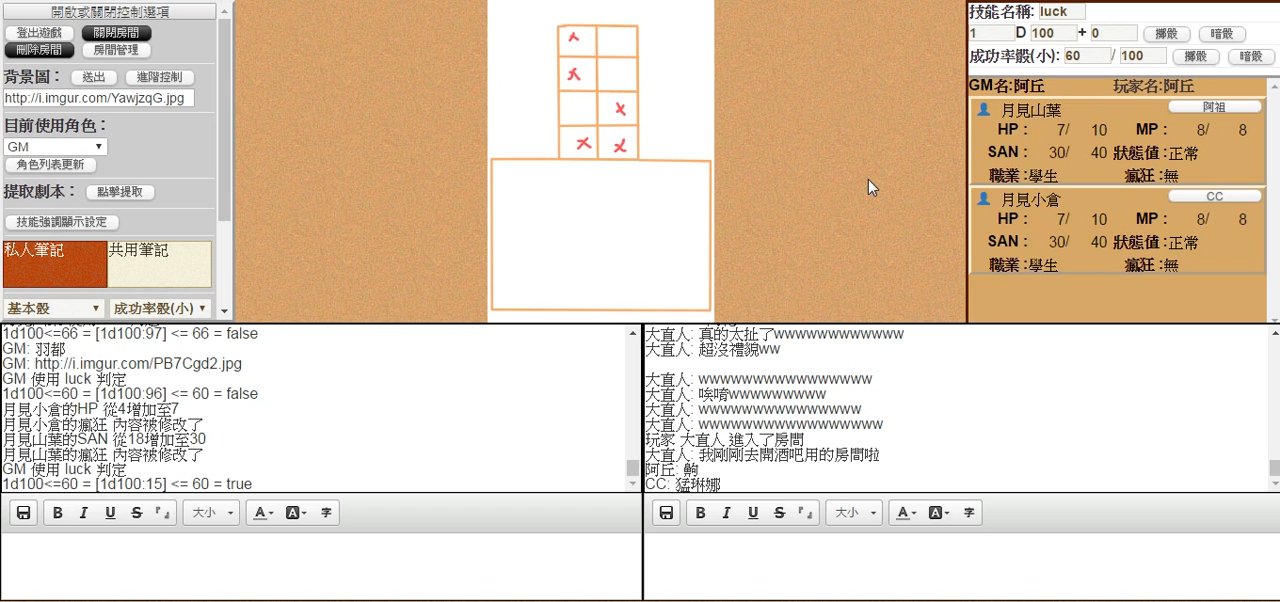 開啟或關閉控制選項
登出遊戲 關閉房間
刪除房間 房間管理
背景圖： 送出 進階控制
http://i.imgur.com/YawjzqG.jpg
目前使用角色：
GM
角色列表更新
提取劇本： 點擊提取
技能強調顯示設定
私人筆記 共用筆記
基本骰 成功率骰(小)
技能名稱: luck
1 D 100 + 0 擲骰 暗骰
成功率骰(小): 60 / 100 擲骰 暗骰
GM名:阿丘 玩家名:阿丘
月見山葉 阿祖
HP： 7/ 10 MP： 8/ 8
SAN： 30/ 40 狀態值:正常
職業:學生 瘋狂:無
月見小倉 CC
HP： 7/ 10 MP： 8/ 8
SAN： 30/ 40 狀態值:正常
職業:學生 瘋狂:無
1d100<=66 = [1d100:97] <= 66 = false
GM: 羽都
GM: http://i.imgur.com/PB7Cgd2.jpg
GM 使用 luck 判定
1d100<=60 = [1d100:96] <= 60 = false
月見小倉的HP 從4增加至7
月見小倉的瘋狂 內容被修改了
月見山葉的SAN 從18增加至30
月見山葉的瘋狂 內容被修改了
GM 使用 luck 判定
1d100<=60 = [1d100:15] <= 60 = true
大直人: 真的太扯了wwwwwwwwwwwww
大直人: 超沒禮貌ww
大直人: wwwwwwwwwwwwwwwww
大直人: 唉唷wwwwwwwww
大直人: wwwwwwwwwwwwwwww
大直人: wwwwwwwwwwwwwwwwww
玩家 大直人 進入了房間
大直人: 我剛剛去開酒吧用的房間啦
阿丘: 齁
CC: 猛琳娜
B I U S 『』 大小 A A 字
B I U S 『』 大小 A A 字